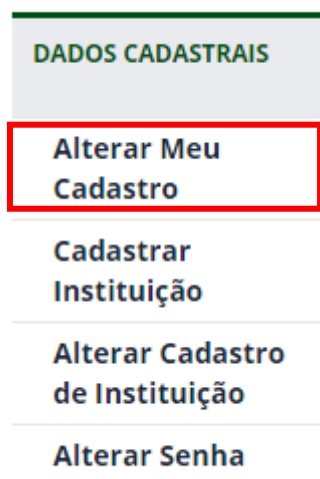 DADOS CADASTRAIS
Alterar Meu
Cadastro
Cadastrar
Instituição
Alterar Cadastro
de Instituição
Alterar Senha